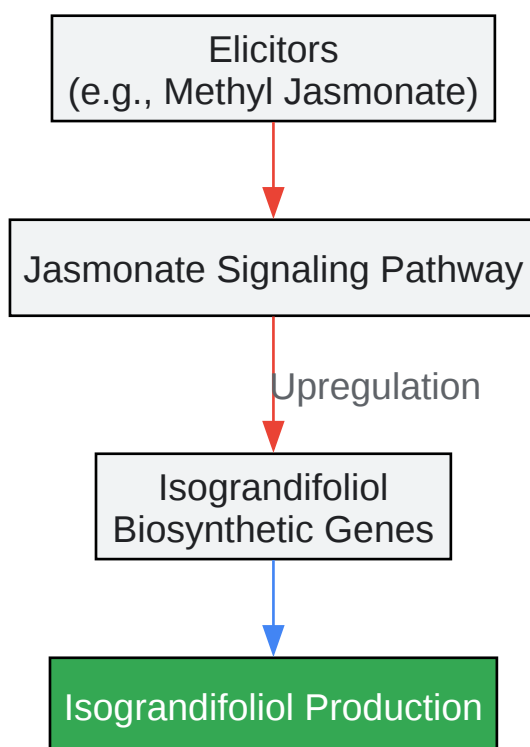 Elicitors
(e.g., Methyl Jasmonate)
Jasmonate Signaling Pathway
Upregulation
Isograndifoliol
Biosynthetic Genes
Isograndifoliol Production